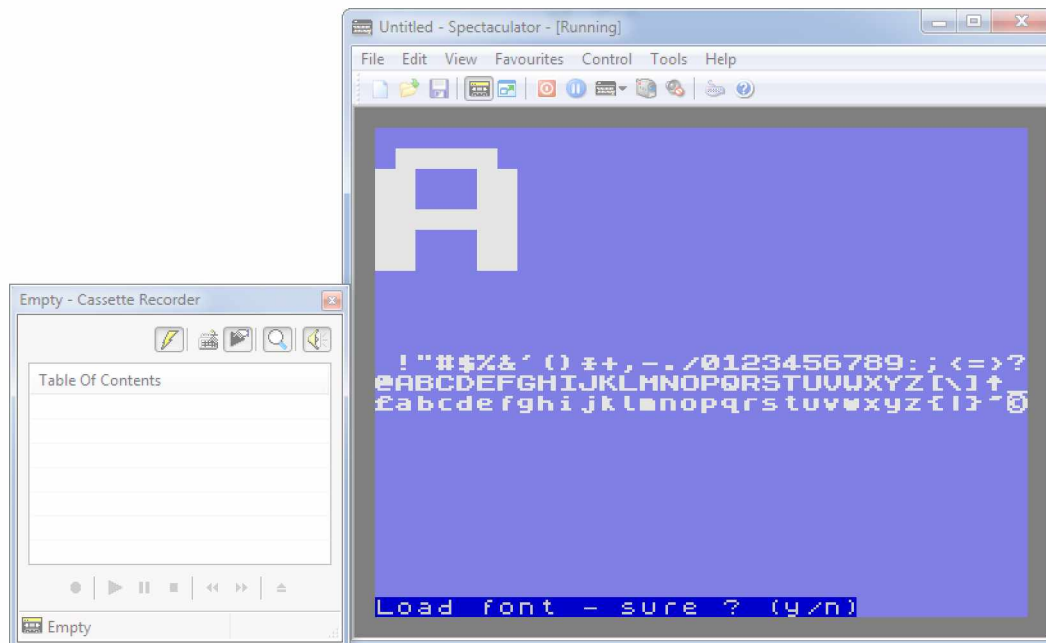 Untitled - Spectaculator - [Running]
File Edit View Favourites Control Tools Help
A
Empty - Cassette Recorder
Table Of Contents
!"#$%&´()*+,-./0123456789:;<=>?
@ABCDEFGHIJKLMNOPQRSTUVWXYZ[\]↑_
£abcdefghijklmnopqrstuvwxyz{|}~©
Load font - sure ? (y/n)
Empty